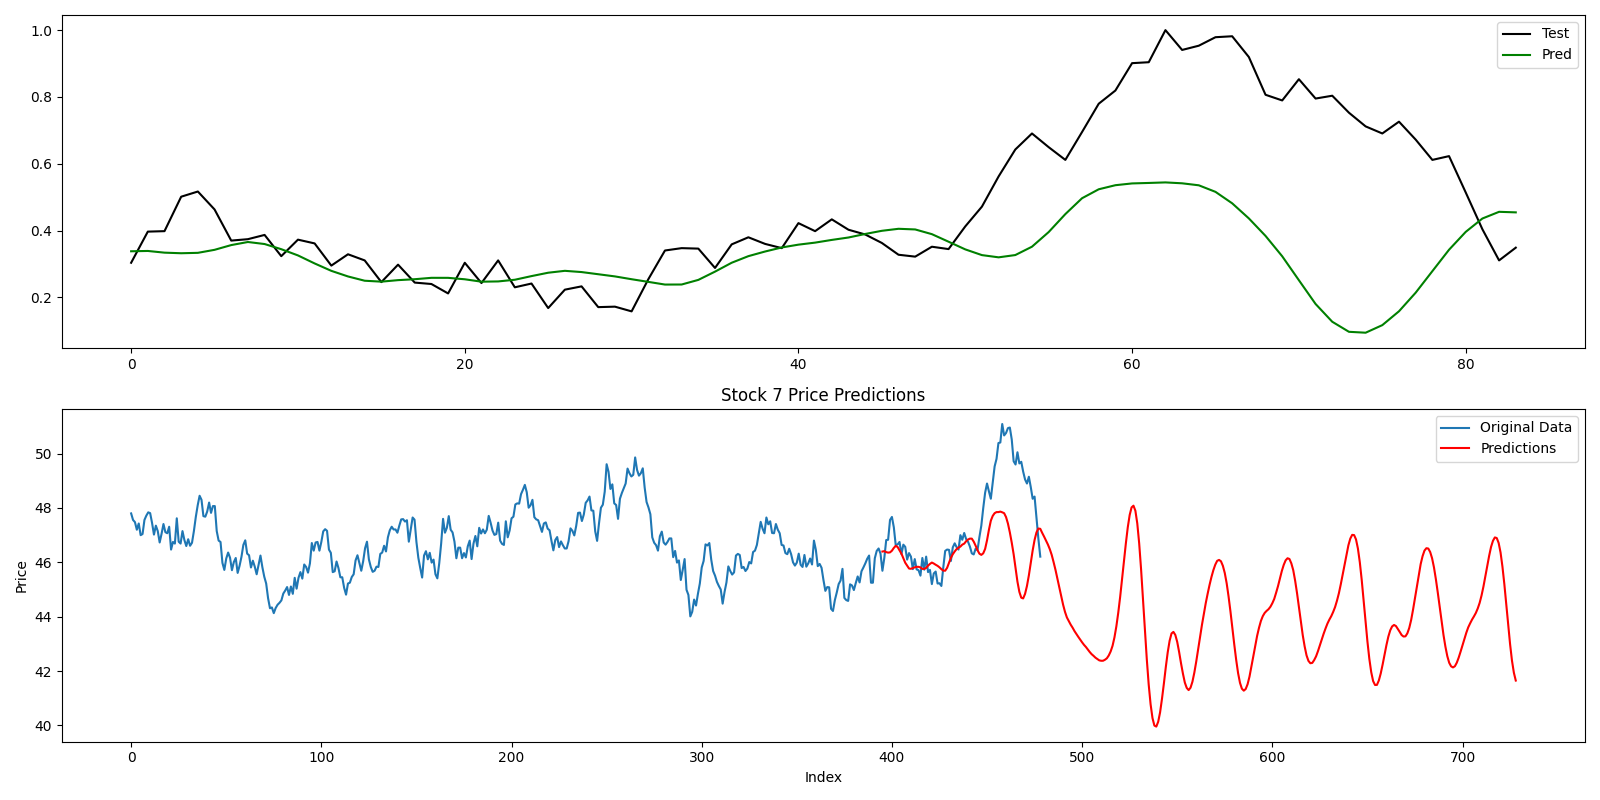 1.0
0.8
0.6
0.4
0.2
Test
Pred
0 20 40 60 80
Stock 7 Price Predictions
Original Data
Predictions
Price
50
48
46
44
42
40
0 100 200 300 400 500 600 700
Index